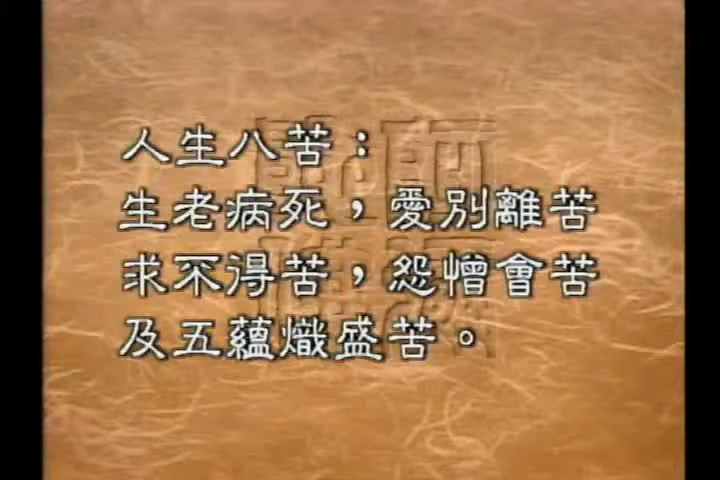 人生八苦：
生老病死，愛別離苦
求不得苦，怨憎會苦
及五蘊熾盛苦。